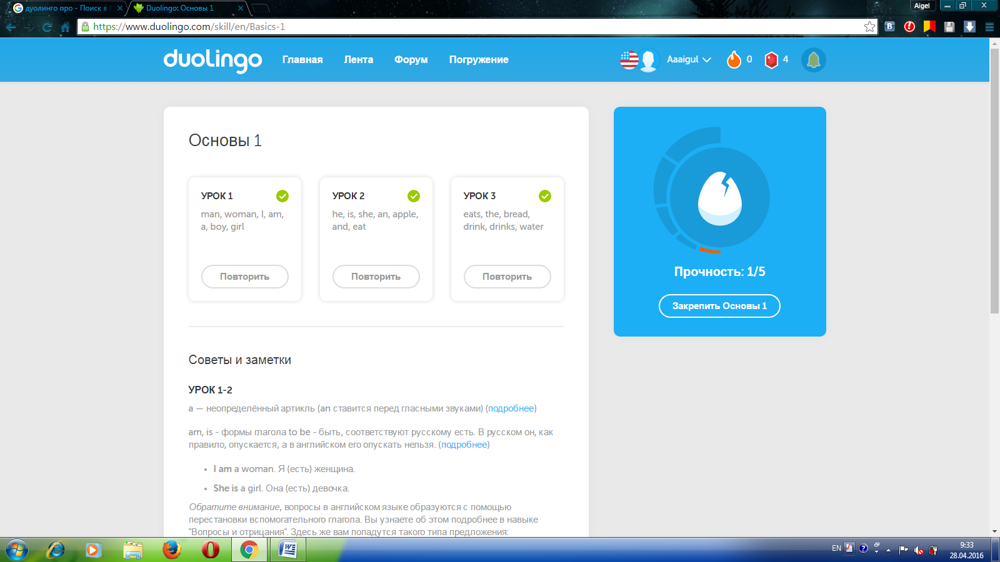 дуолинго про - Поиск в
Duolingo: Основы 1
Aigel
https://www.duolingo.com/skill/en/Basics-1
duolingo
Главная
Лента
Форум
Погружение
Aaaigul
0
4
Основы 1
УРОК 1
man, woman, I, am,
a, boy, girl
Повторить
УРОК 2
he, is, she, an, apple,
and, eat
Повторить
УРОК 3
eats, the, bread,
drink, drinks, water
Повторить
Прочность: 1/5
Закрепить Основы 1
Советы и заметки
УРОК 1-2
a — неопределённый артикль (an ставится перед гласными звуками) (подробнее)
am, is - формы глагола to be - быть, соответствуют русскому есть. В русском он, как
правило, опускается, а в английском его опускать нельзя. (подробнее)
• I am a woman. Я (есть) женщина.
• She is a girl. Она (есть) девочка.
Обратите внимание, вопросы в английском языке образуются с помощью
перестановки вспомогательного глагола. Вы узнаете об этом подробнее в навыке
"Вопросы и отрицания". Здесь же вам попадутся такого типа предложения:
EN
9:33
28.04.2016